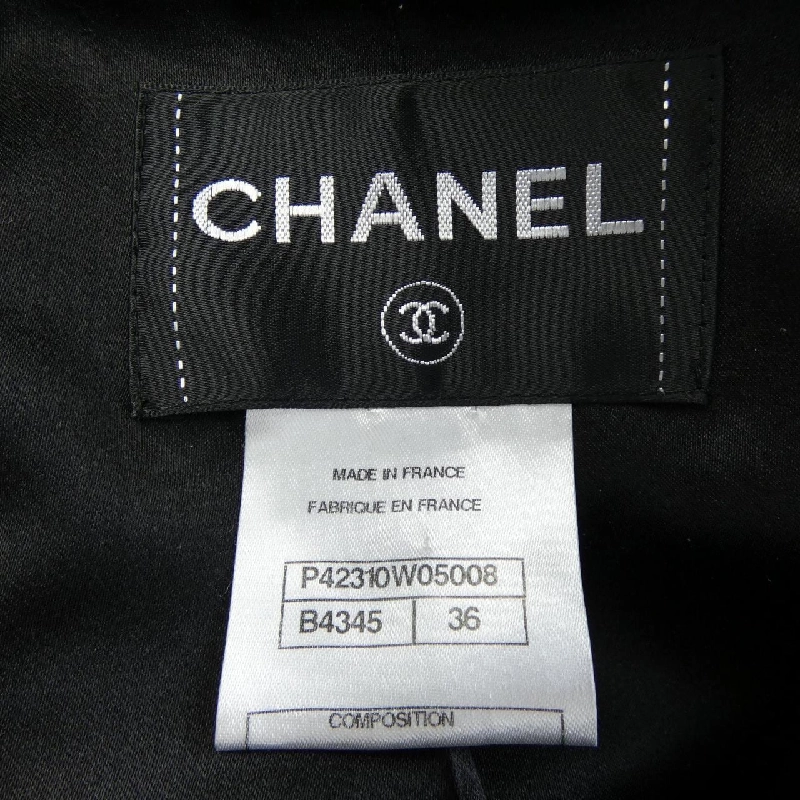 CHANEL
MADE IN FRANCE
FABRIQUE EN FRANCE
P42310W05008
B4345 36
COMPOSITION